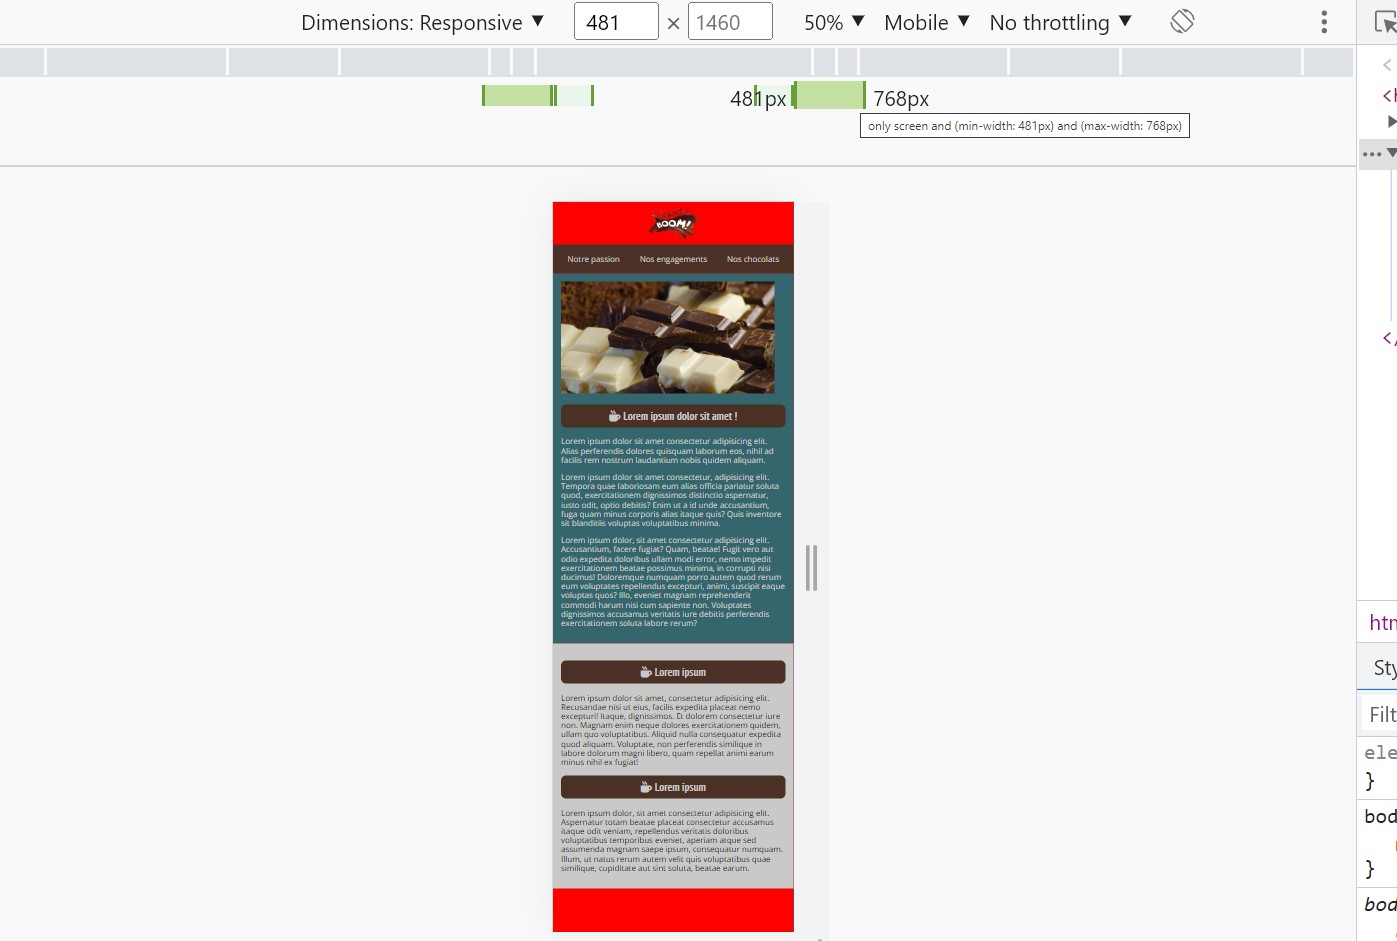 Dimensions: Responsive ▼ 481 × 1460 50% ▼ Mobile ▼ No throttling ▼
481px 768px
only screen and (min-width: 481px) and (max-width: 768px)
BOOM!
Notre passion Nos engagements Nos chocolats
Lorem ipsum dolor sit amet !
Lorem ipsum dolor sit amet consectetur adipisicing elit.
Alias perferendis dolores quisquam laborum eos, nihil ad
facilis rem nostrum laudantium nobis quidem aliquam.
Lorem ipsum dolor sit amet consectetur, adipisicing elit.
Tempora quae laboriosam eum alias officia pariatur soluta
quod, exercitationem dignissimos distinctio aspernatur,
iusto odit, optio debitis? Enim ut a id unde accusantium,
fuga quam minus corporis alias itaque quis? Quis inventore
sit blanditiis voluptas voluptatibus minima.
Lorem ipsum dolor, sit amet consectetur adipisicing elit.
Accusantium, facere fugiat? Quam, beatae! Fugit vero aut
odio expedita doloribus ullam modi error, nemo impedit
exercitationem beatae possimus minima, in corrupti nisi
ducimus! Doloremque numquam porro autem quod rerum
eum voluptates repellendus excepturi, animi, suscipit eaque
voluptas quos? Illo, eveniet magnam reprehenderit
commodi harum nisi cum sapiente non. Voluptates
dignissimos accusamus veritatis iure debitis perferendis
exercitationem soluta labore rerum?
Lorem ipsum
Lorem ipsum dolor sit amet, consectetur adipisicing elit.
Recusandae nisi ut eius, facilis expedita placeat nemo
excepturi! Itaque, dignissimos. Et dolorem consectetur iure
non. Magnam enim neque dolores exercitationem quidem,
ullam quo voluptatibus. Aliquid nulla consequatur expedita
quod aliquam. Voluptate, non perferendis similique in
labore dolorum magni libero, quam repellat animi earum
minus nihil ex fugiat!
Lorem ipsum
Lorem ipsum dolor, sit amet consectetur adipisicing elit.
Aspernatur totam beatae placeat consectetur accusamus
itaque odit veniam, repellendus veritatis doloribus
voluptatibus temporibus eveniet, aperiam atque sed
assumenda magnam saepe ipsum, consequatur numquam.
Illum, ut natus rerum autem velit quis voluptatibus quae
similique, cupiditate aut sint soluta, beatae earum.
<h
</
htm
Sty
Filt
ele
}
bod
}
bod